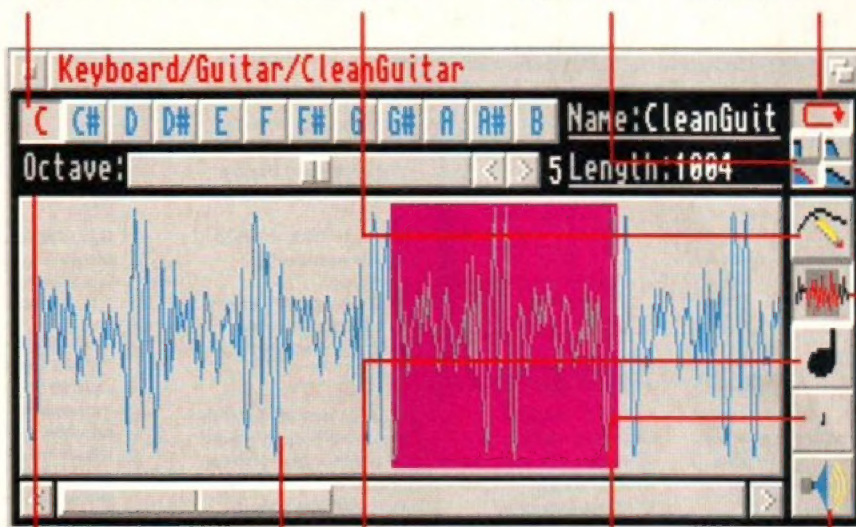 Keyboard/Guitar/CleanGuitar
C C# D D# E F F# G G# A A# B Name:CleanGuit
Octave: < > 5 Length:1004
< >